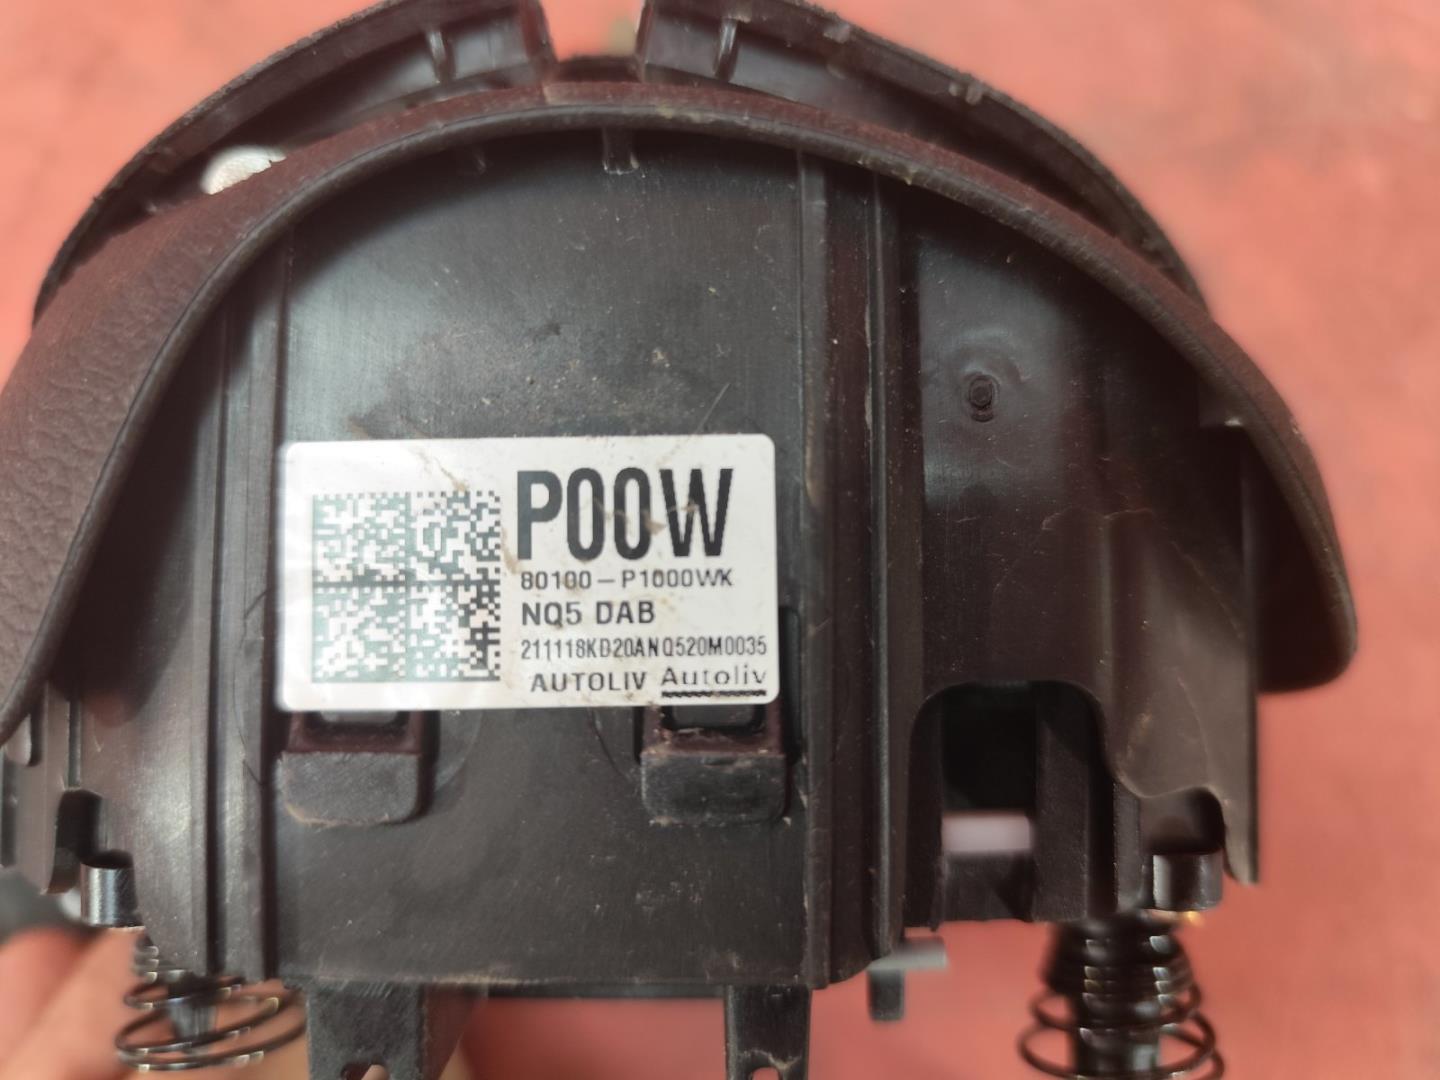 P00W
80100-P1000WK
NQ5 DAB
211118KD20ANQ520M0035
AUTOLIV Autoliv